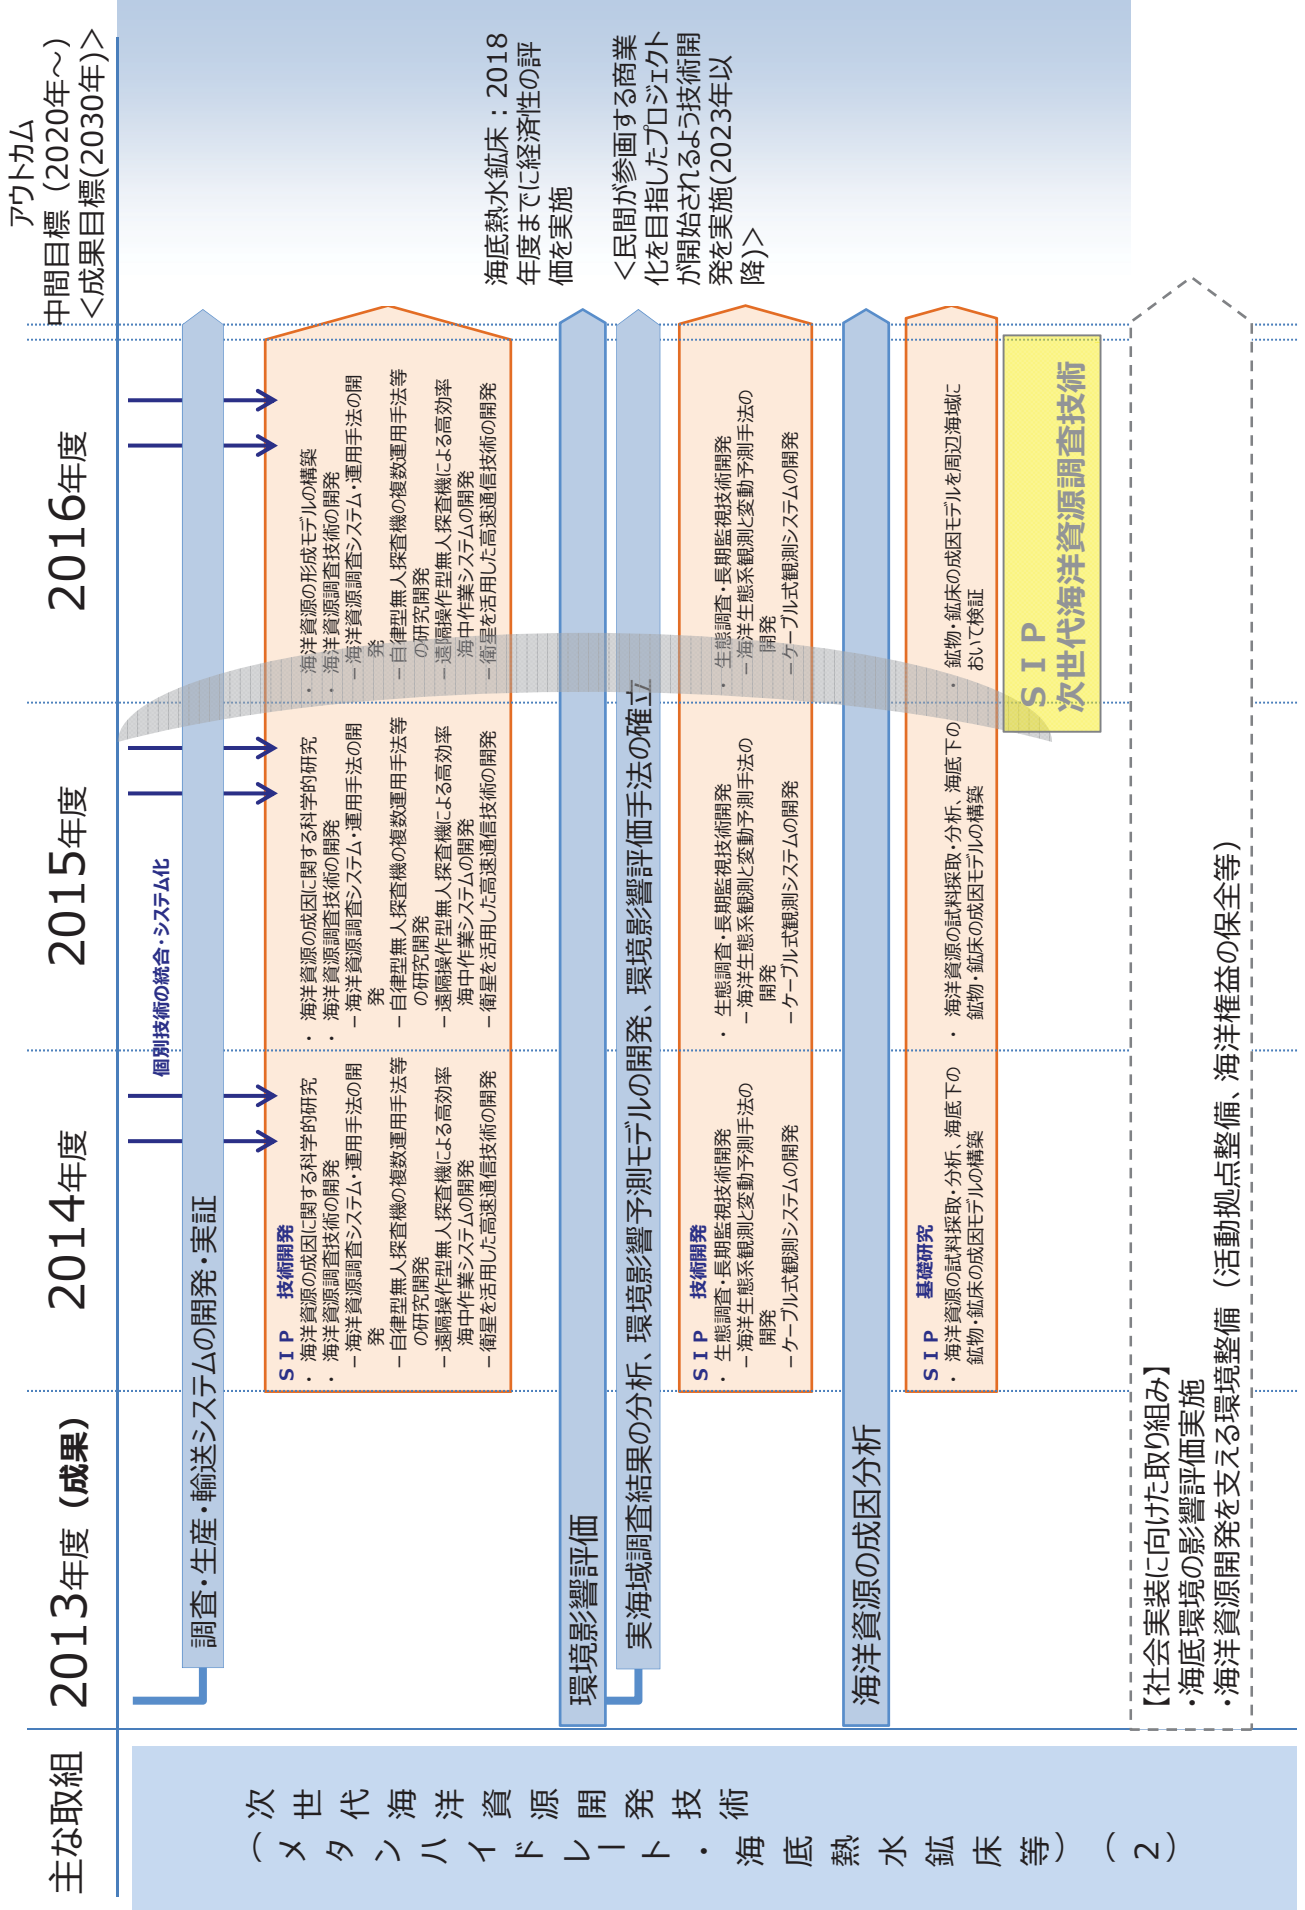 主な取組
2013年度（成果）
2014年度
2015年度
2016年度
アウトカム
中間目標（2020年～）
＜成果目標(2030年)＞
次世代海洋資源開発技術
（メタンハイドレート・海底熱水鉱床等）（２）
調査・生産・輸送システムの開発・実証
個別技術の統合・システム化
ＳＩＰ　技術開発
・ 海洋資源の成因に関する科学的研究
・ 海洋資源調査技術の開発
－海洋資源調査システム・運用手法の開
発
－自律型無人探査機の複数運用手法等
の研究開発
－遠隔操作型無人探査機による高効率
海中作業システムの開発
－衛星を活用した高速通信技術の開発
・ 海洋資源の成因に関する科学的研究
・ 海洋資源調査技術の開発
－海洋資源調査システム・運用手法の開
発
－自律型無人探査機の複数運用手法等
の研究開発
－遠隔操作型無人探査機による高効率
海中作業システムの開発
－衛星を活用した高速通信技術の開発
・ 海洋資源の形成モデルの構築
・ 海洋資源調査技術の開発
－海洋資源調査システム・運用手法の開
発
－自律型無人探査機の複数運用手法等
の研究開発
－遠隔操作型無人探査機による高効率
海中作業システムの開発
－衛星を活用した高速通信技術の開発
海底熱水鉱床：2018
年度までに経済性の評
価を実施
＜民間が参画する商業
化を目指したプロジェクト
が開始されるよう技術開
発を実施(2023年以
降)＞
環境影響評価
実海域調査結果の分析、環境影響予測モデルの開発、環境影響評価手法の確立
ＳＩＰ　技術開発
・ 生態調査・長期監視技術開発
－海洋生態系観測と変動予測手法の
開発
－ケーブル式観測システムの開発
・ 生態調査・長期監視技術開発
－海洋生態系観測と変動予測手法の
開発
－ケーブル式観測システムの開発
・ 生態調査・長期監視技術開発
－海洋生態系観測と変動予測手法の
開発
－ケーブル式観測システムの開発
海洋資源の成因分析
ＳＩＰ　基礎研究
・ 海洋資源の試料採取・分析、海底下の
鉱物・鉱床の成因モデルの構築
・ 海洋資源の試料採取・分析、海底下の
鉱物・鉱床の成因モデルの構築
・ 鉱物・鉱床の成因モデルを周辺海域に
おいて検証
ＳＩＰ
次世代海洋資源調査技術
【社会実装に向けた取り組み】
・海底環境の影響評価実施
・海洋資源開発を支える環境整備（活動拠点整備、海洋権益の保全等）